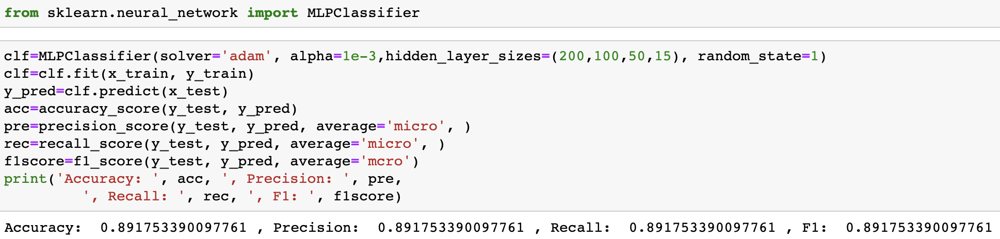 from sklearn.neural_network import MLPClassifier
clf=MLPClassifier(solver='adam', alpha=1e-3,hidden_layer_sizes=(200,100,50,15), random_state=1)
clf=clf.fit(x_train, y_train)
y_pred=clf.predict(x_test)
acc=accuracy_score(y_test, y_pred)
pre=precision_score(y_test, y_pred, average='micro', )
rec=recall_score(y_test, y_pred, average='micro', )
f1score=f1_score(y_test, y_pred, average='mcro')
print('Accuracy: ', acc, ', Precision: ', pre,
', Recall: ', rec, ', F1: ', f1score)
Accuracy:  0.891753390097761 , Precision:  0.891753390097761 , Recall:  0.891753390097761 , F1:  0.891753390097761